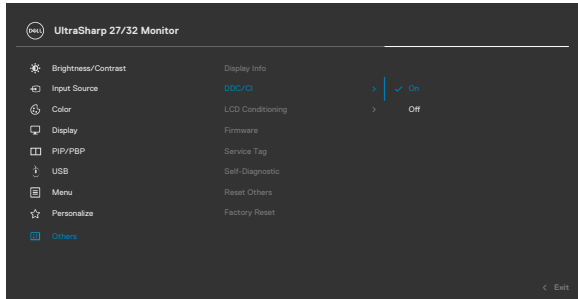 DELL UltraSharp 27/32 Monitor
Brightness/Contrast Display Info
Input Source DDC/CI > On
Color LCD Conditioning > Off
Display Firmware
PIP/PBP Service Tag
USB Self-Diagnostic
Menu Reset Others
Personalize Factory Reset
Others
< Exit